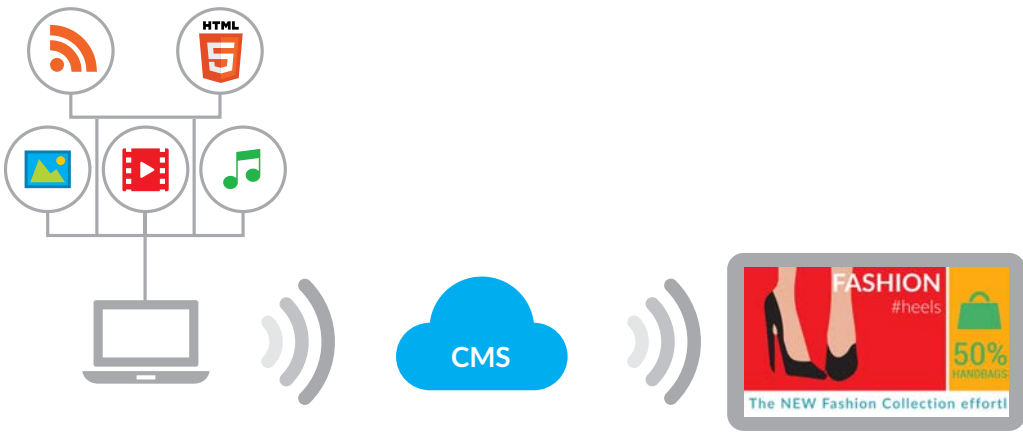 HTML
5
CMS
FASHION
#heels
50%
HANDBAGS
The NEW Fashion Collection effortl